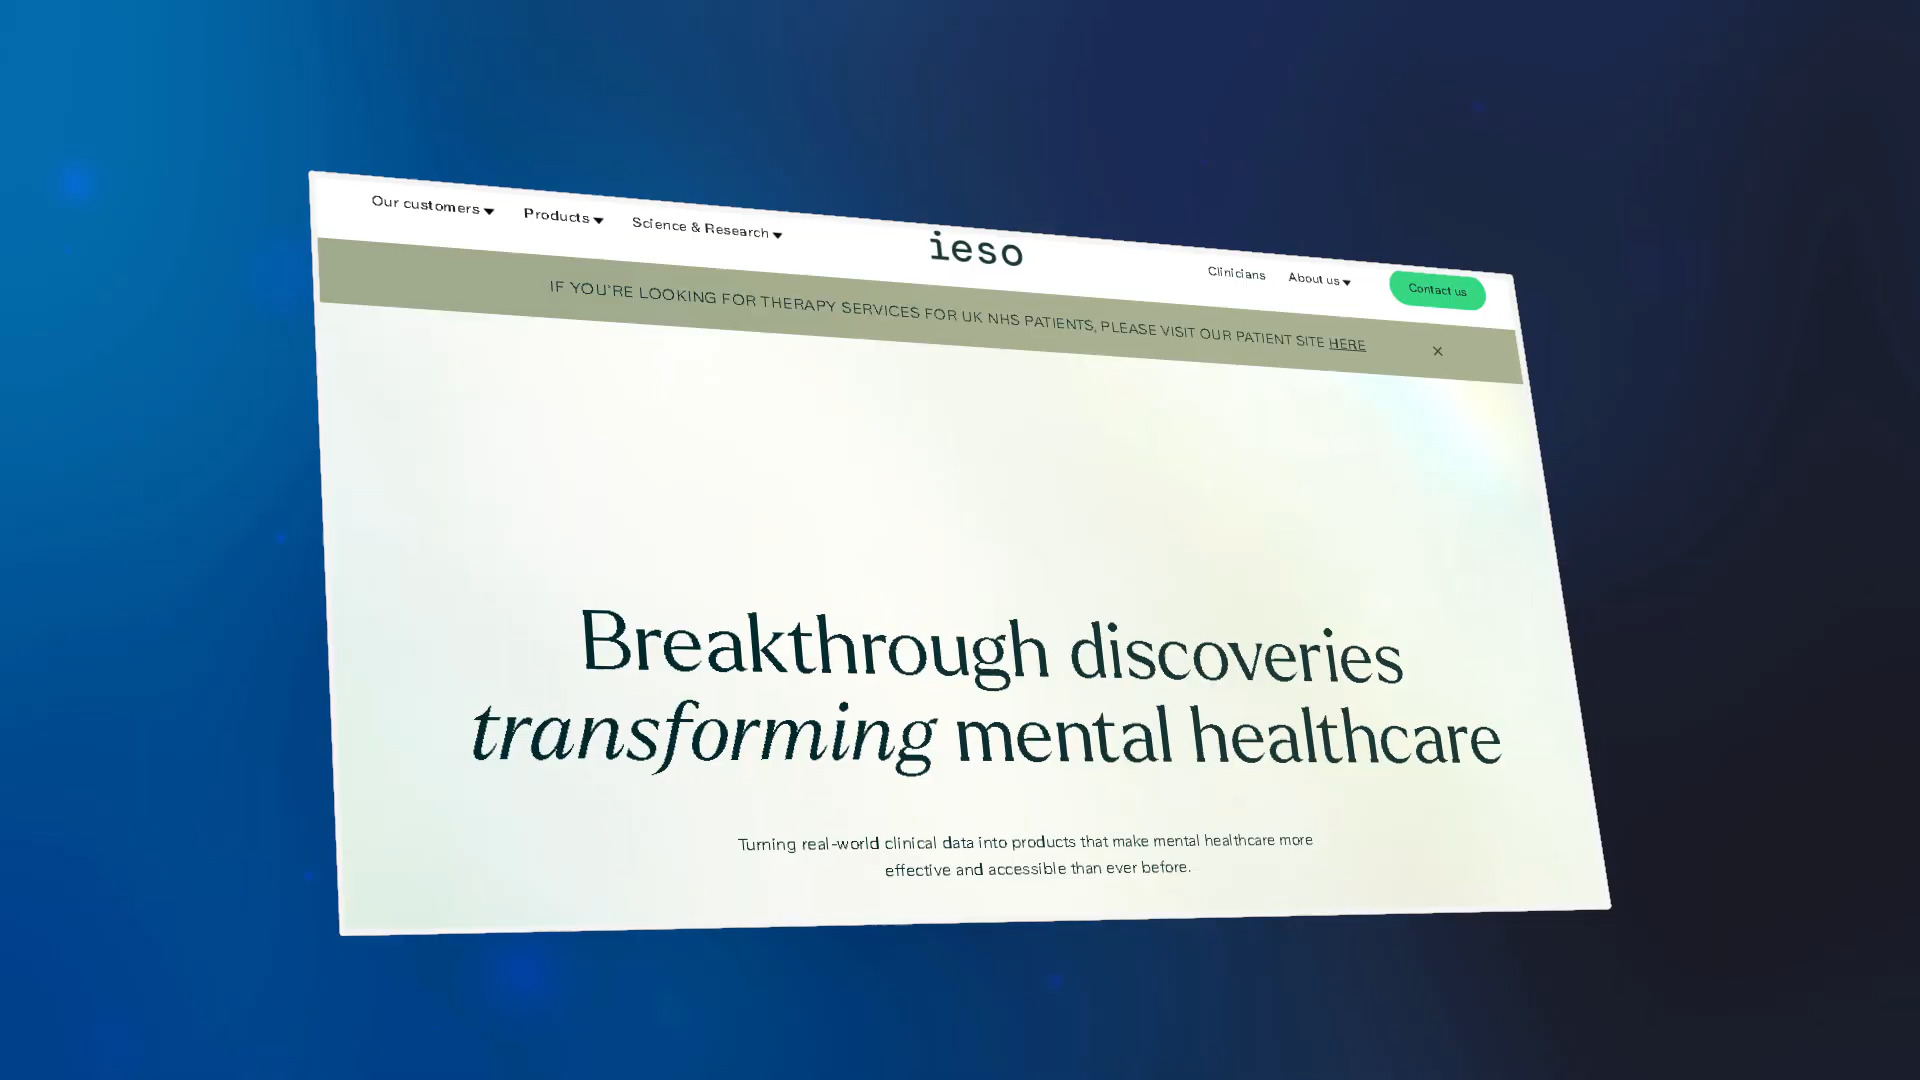 Our customers
Products
Science & Research
ieso
Clinicians
About us
Contact us
IF YOU'RE LOOKING FOR THERAPY SERVICES FOR UK NHS PATIENTS, PLEASE VISIT OUR PATIENT SITE HERE
Breakthrough discoveries
transforming mental healthcare
Turning real-world clinical data into products that make mental healthcare more
effective and accessible than ever before.